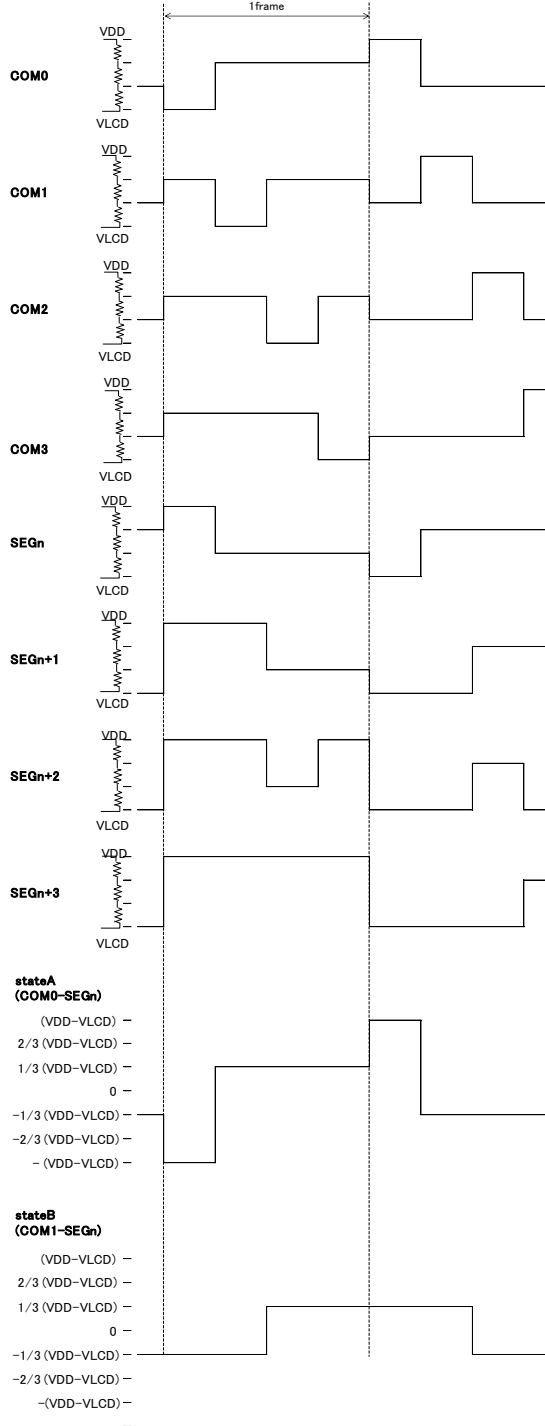 1frame
VDD
COM0
VLCD
VDD
COM1
VLCD
VDD
COM2
VLCD
VDD
COM3
VLCD
VDD
SEGn
VLCD
VDD
SEGn+1
VLCD
VDD
SEGn+2
VLCD
VDD
SEGn+3
VLCD
stateA
(COM0-SEGn)
(VDD-VLCD)
2/3(VDD-VLCD)
1/3(VDD-VLCD)
0
-1/3(VDD-VLCD)
-2/3(VDD-VLCD)
-(VDD-VLCD)
stateB
(COM1-SEGn)
(VDD-VLCD)
2/3(VDD-VLCD)
1/3(VDD-VLCD)
0
-1/3(VDD-VLCD)
-2/3(VDD-VLCD)
-(VDD-VLCD)